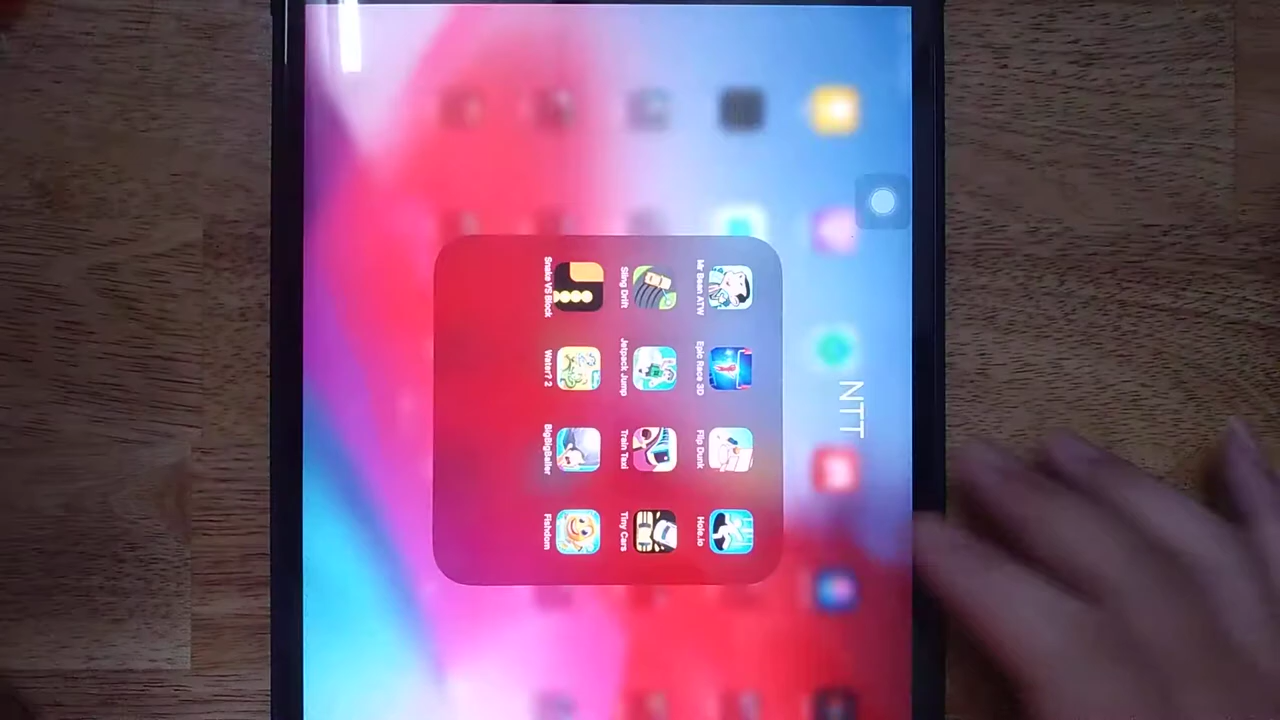 NTT
Mr Bean ATW
Epic Race 3D
Flip Dunk
Hole.io
Sling Drift
Jetpack Jump
Train Taxi
Tiny Cars
Snake VS Block
Water? 2
BigBigBaller
Fishdom